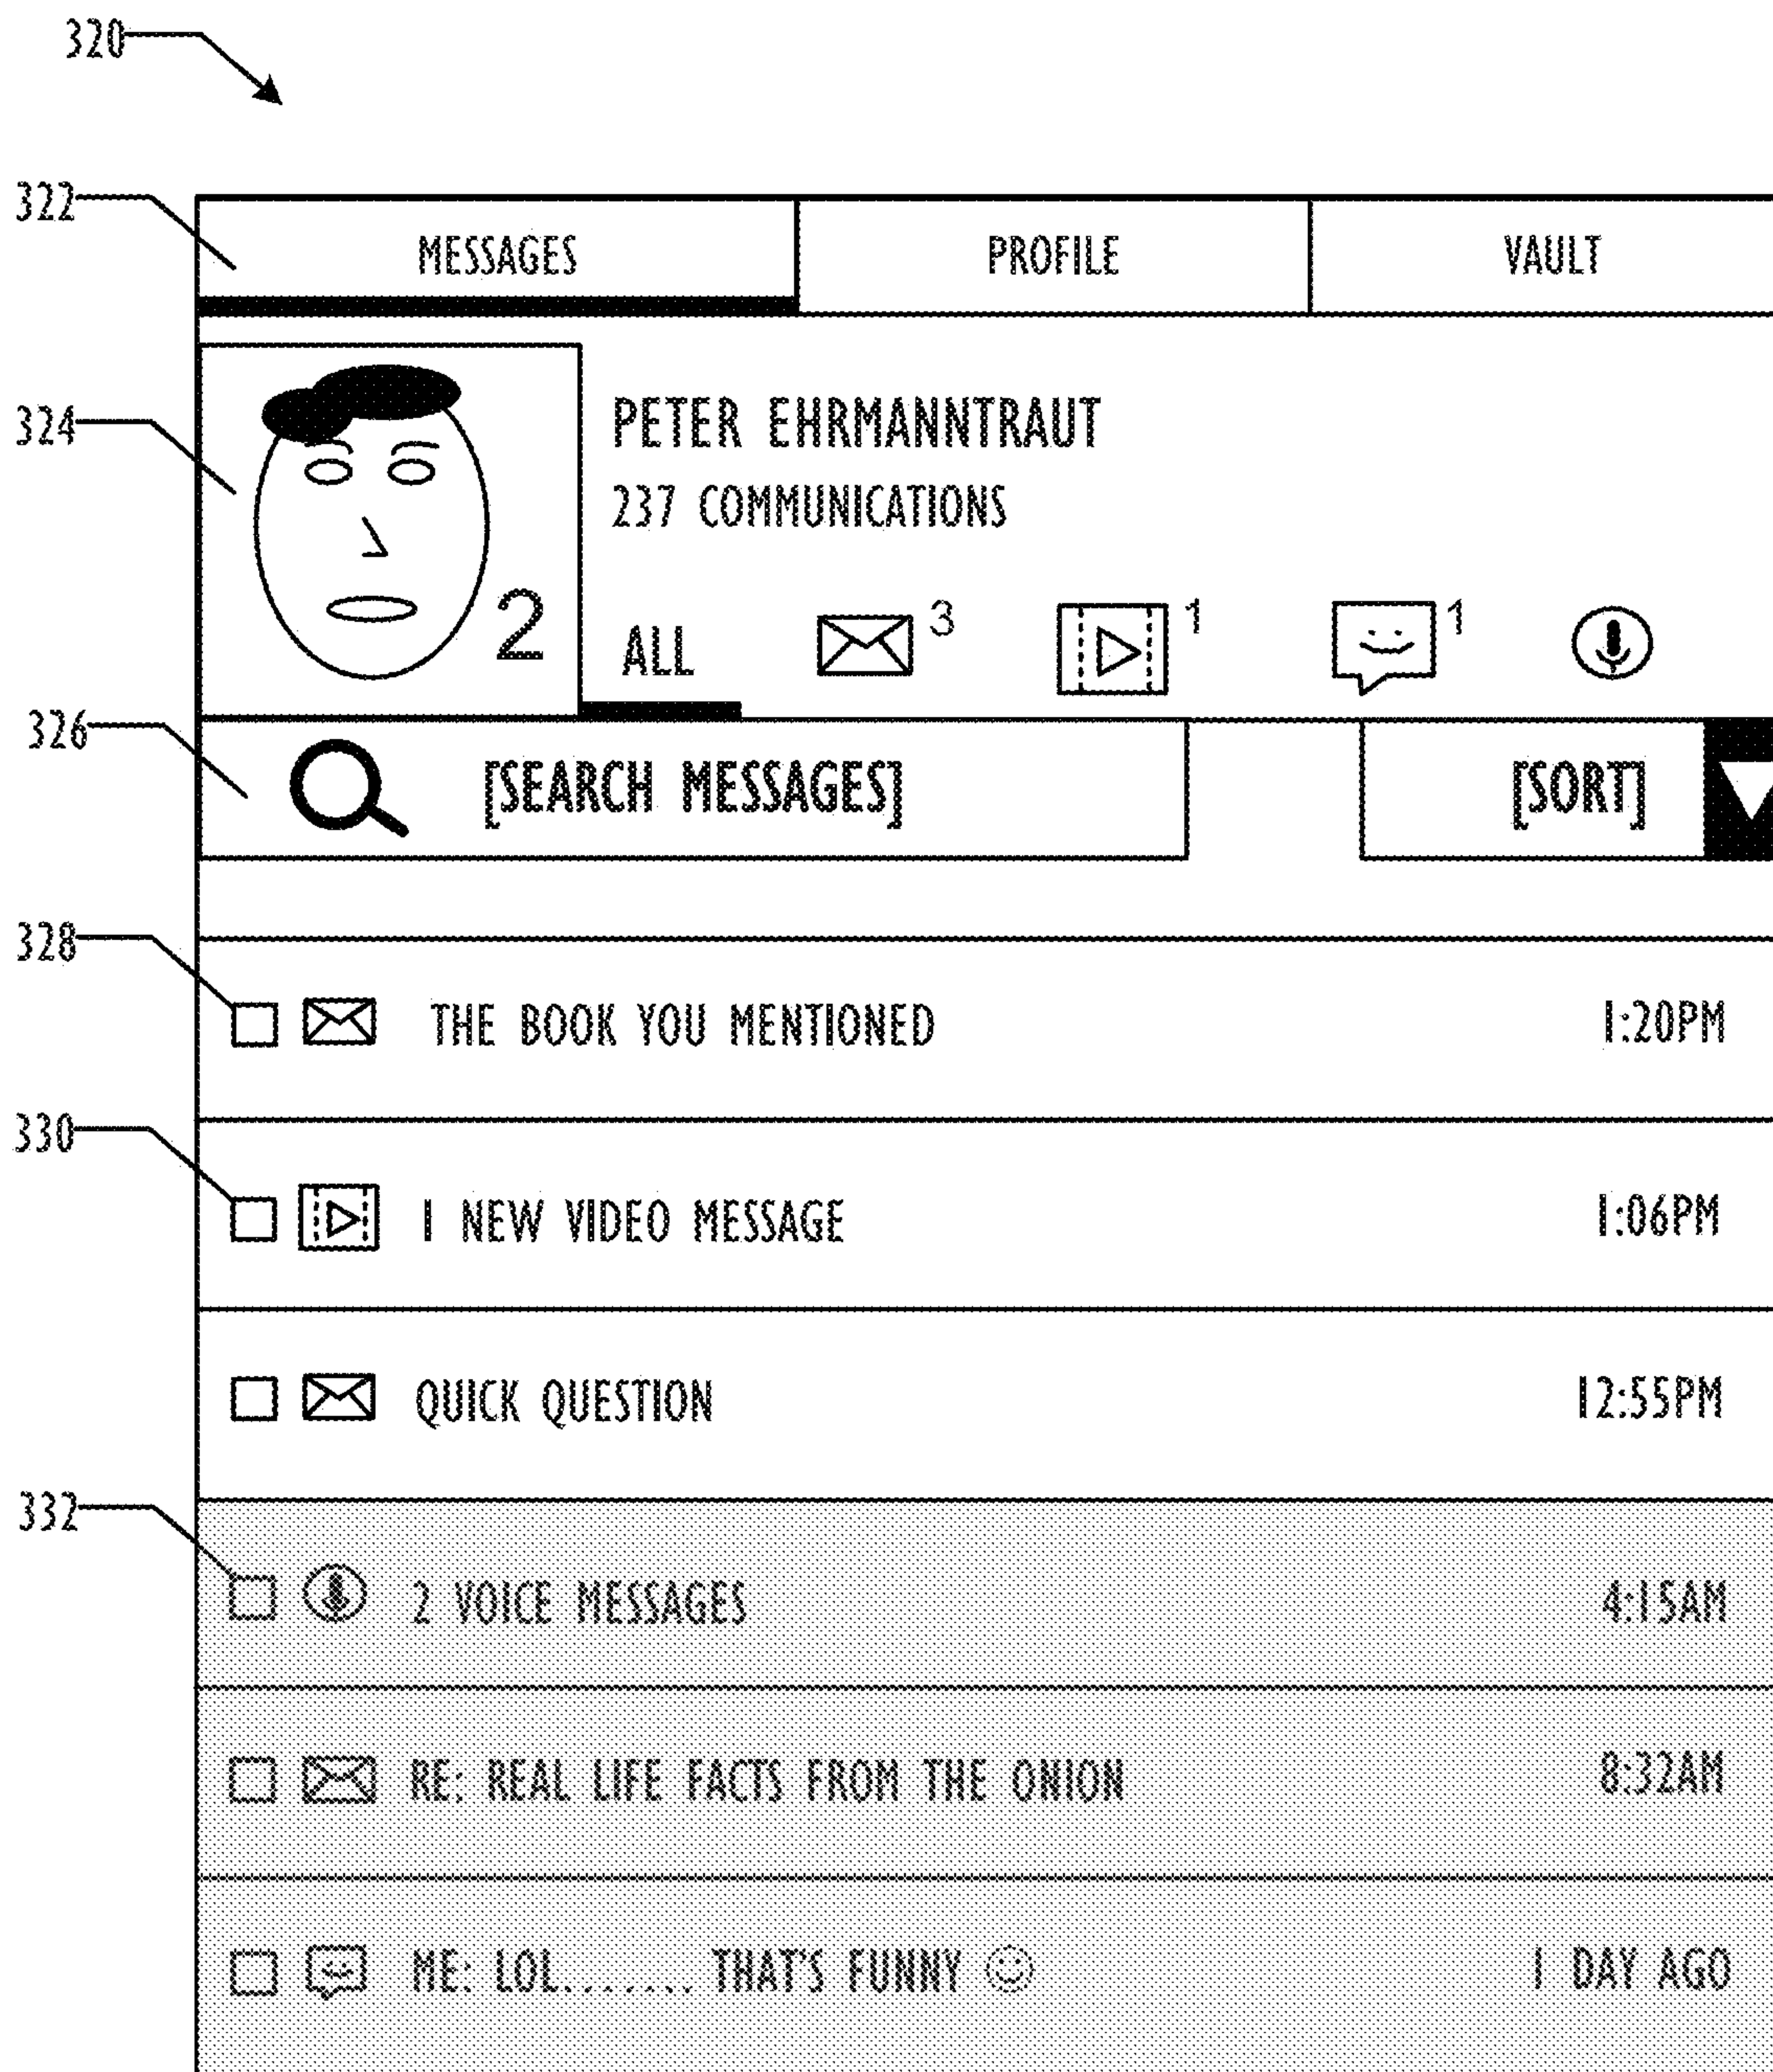 320
322
MESSAGES PROFILE VAULT
324
PETER EHRMANNTRAUT
237 COMMUNICATIONS
2 ALL 3 1 1
326
[SEARCH MESSAGES] [SORT]
328
THE BOOK YOU MENTIONED 1:20PM
330
1 NEW VIDEO MESSAGE 1:06PM
QUICK QUESTION 12:55PM
332
2 VOICE MESSAGES 4:15AM
RE: REAL LIFE FACTS FROM THE ONION 8:32AM
ME: LOL....... THAT'S FUNNY ☺ 1 DAY AGO